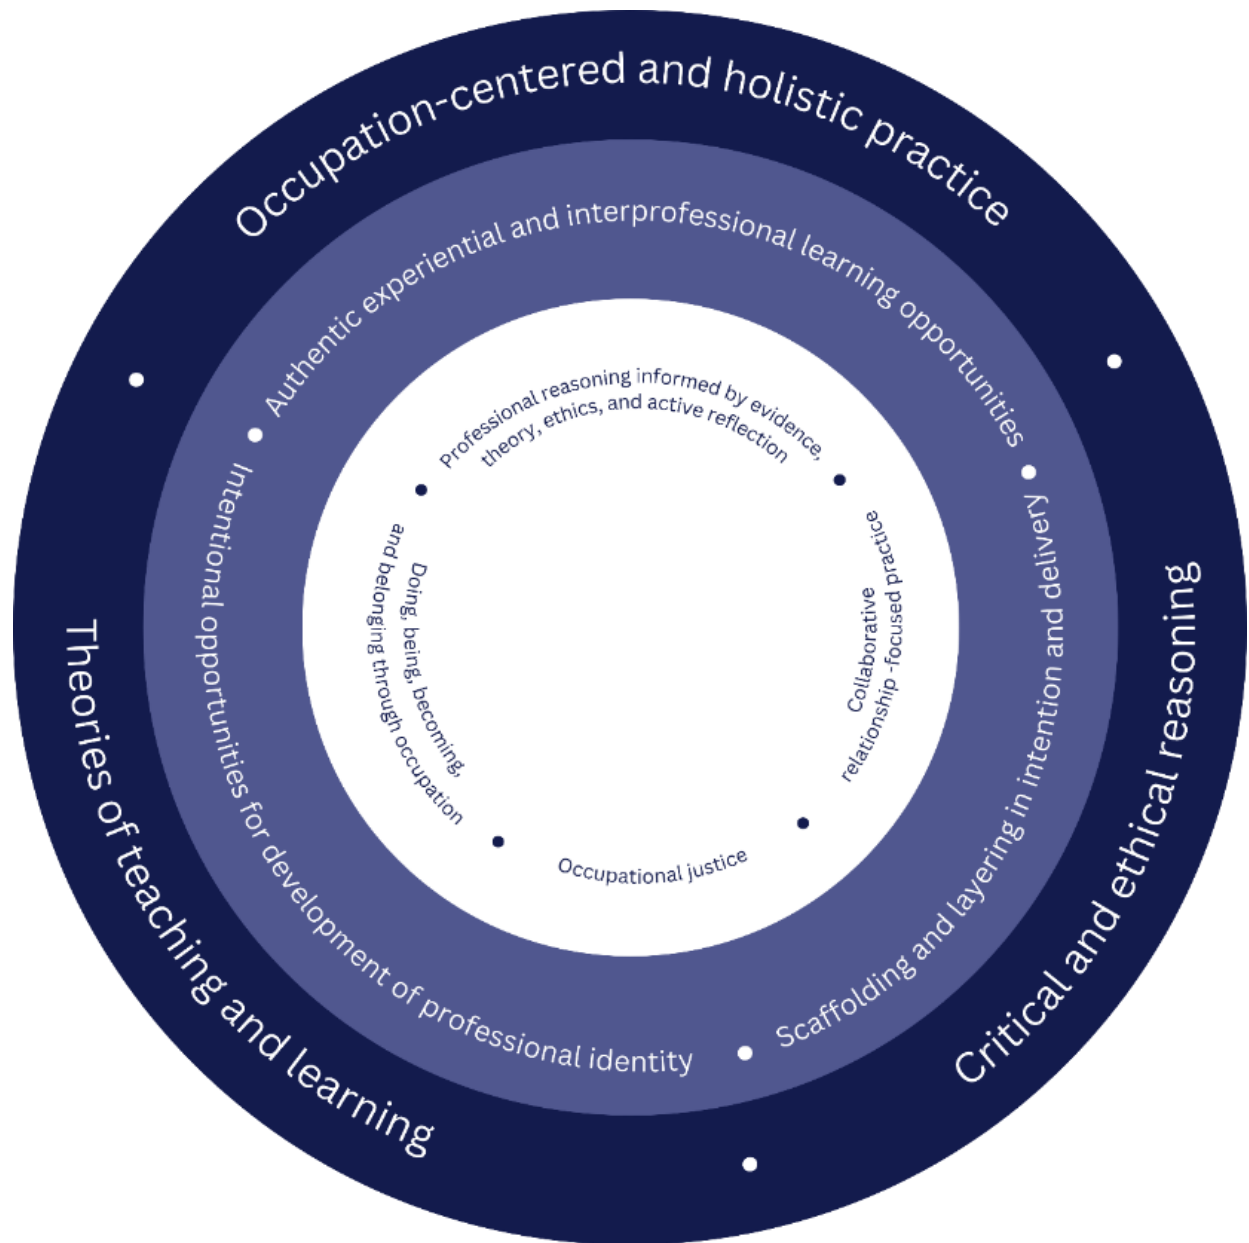 Occupation-centered and holistic practice
Critical and ethical reasoning
Theories of teaching and learning
Authentic experiential and interprofessional learning opportunities
Scaffolding and layering in intention and delivery
Intentional opportunities for development of professional identity
Professional reasoning informed by evidence,
theory, ethics, and active reflection
Collaborative
relationship -focused practice
Occupational justice
Doing, being, becoming,
and belonging through occupation